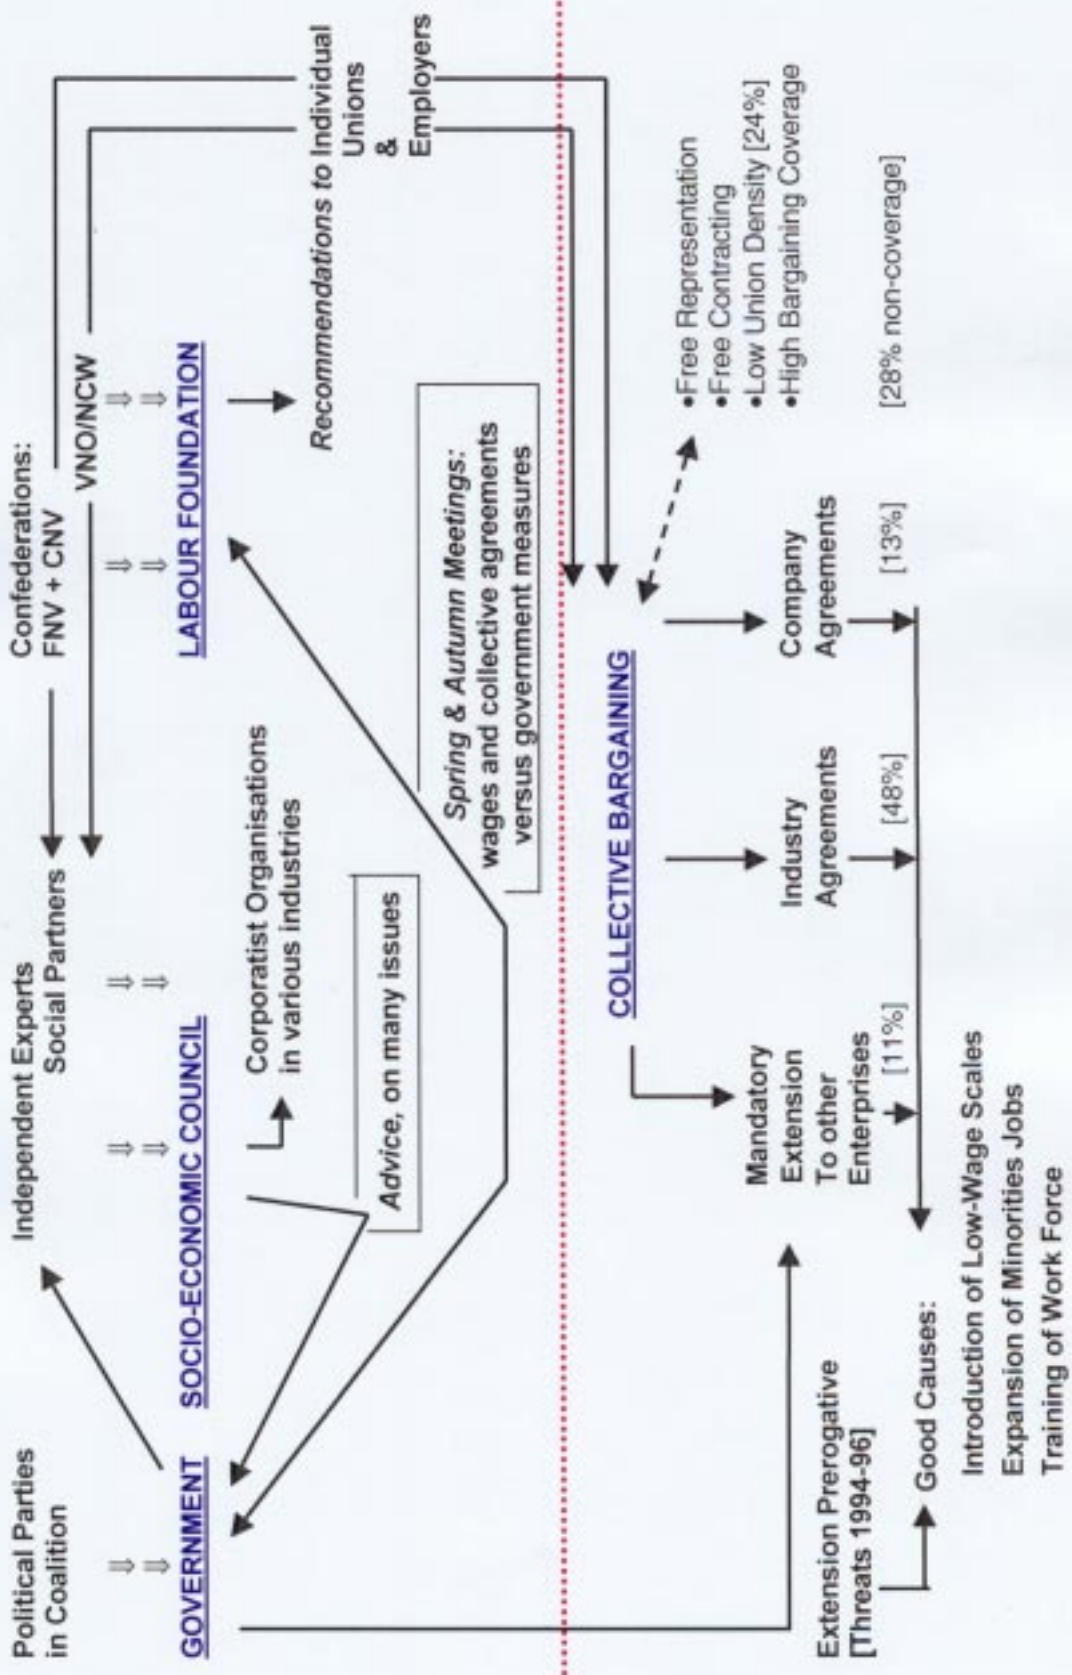 Political Parties
in Coalition
Independent Experts
Social Partners
Confederations:
FNV + CNV
VNO/NCW
⇒ ⇒
⇒ ⇒
⇒ ⇒
⇒ ⇒
⇒ ⇒
GOVERNMENT
SOCIO-ECONOMIC COUNCIL
LABOUR FOUNDATION
Corporatist Organisations
in various industries
Recommendations to Individual
Unions
&
Employers
Advice, on many issues
Spring & Autumn Meetings:
wages and collective agreements
versus government measures
COLLECTIVE BARGAINING
•Free Representation
•Free Contracting
•Low Union Density [24%]
•High Bargaining Coverage
Mandatory
Extension
To other
Enterprises
[11%]
Industry
Agreements
[48%]
Company
Agreements
[13%]
[28% non-coverage]
Extension Prerogative
[Threats 1994-96]
Good Causes:
Introduction of Low-Wage Scales
Expansion of Minorities Jobs
Training of Work Force